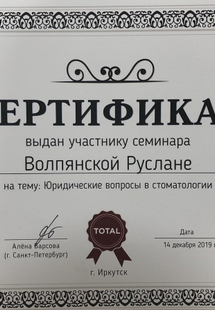 ЕРТИФИКА
выдан участнику семинара
Волпянской Руслане
на тему: Юридические вопросы в стоматологии
Алёна Барсова
(г. Санкт-Петербург)
TOTAL
Дата
14 декабря 2019 г
г. Иркутск